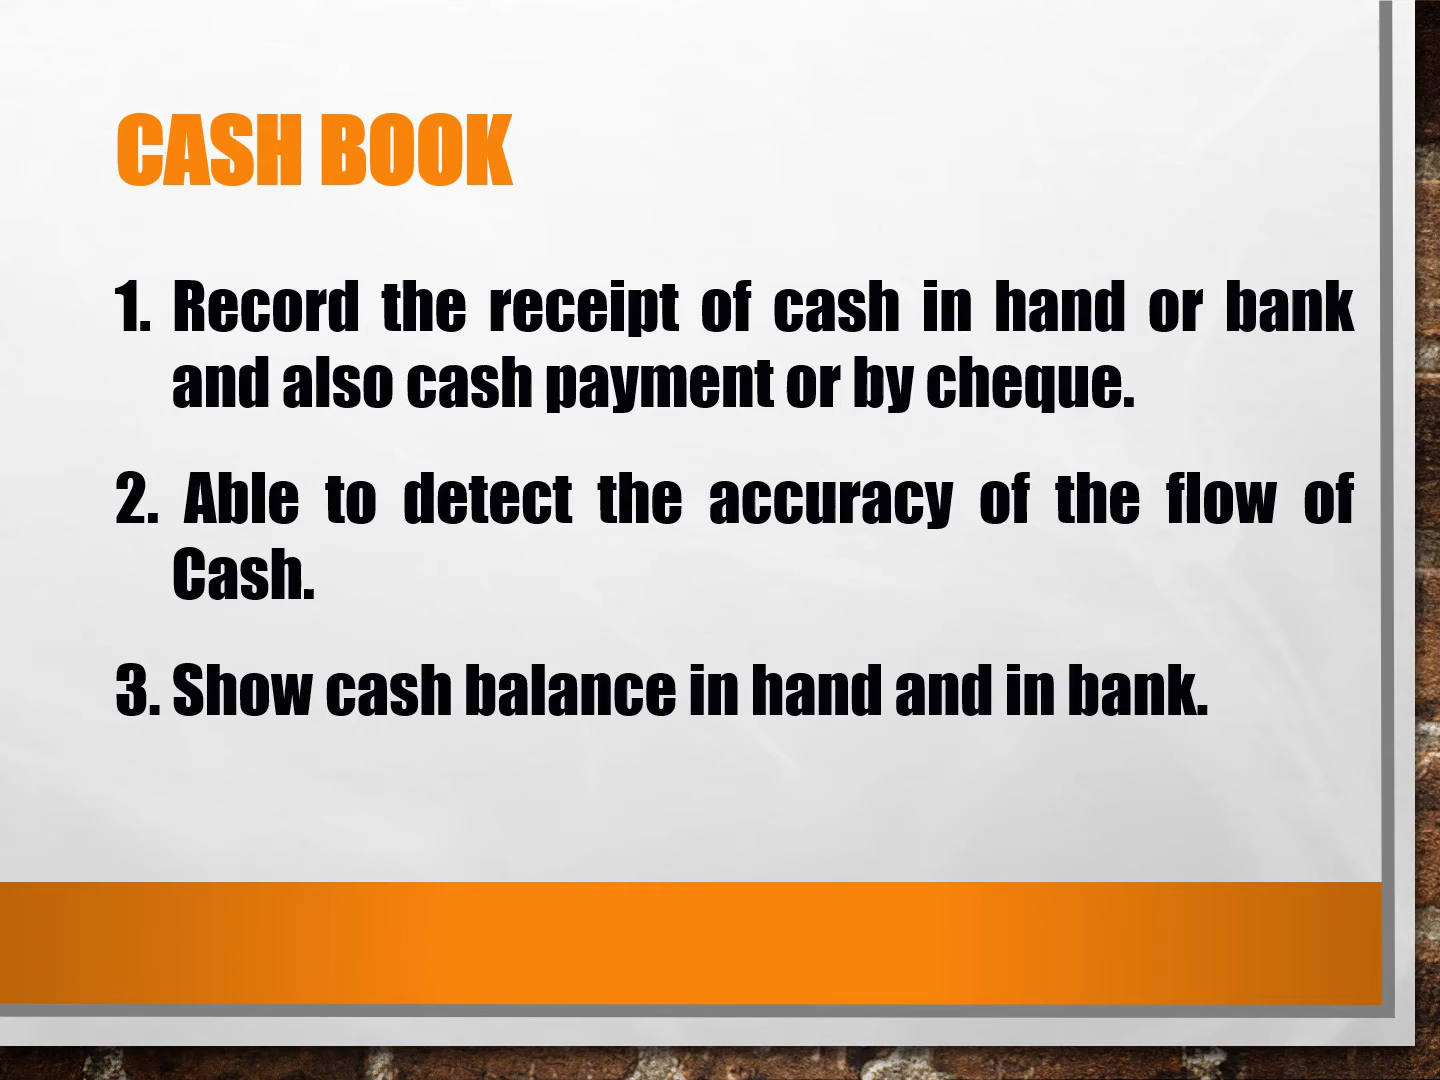 CASH BOOK
1. Record the receipt of cash in hand or bank
and also cash payment or by cheque.
2. Able to detect the accuracy of the flow of
Cash.
3. Show cash balance in hand and in bank.